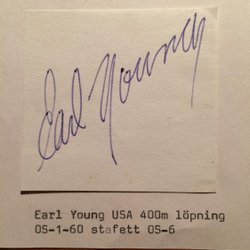 Earl Young
Earl Young USA 400m löpning
OS-1-60 stafett OS-6